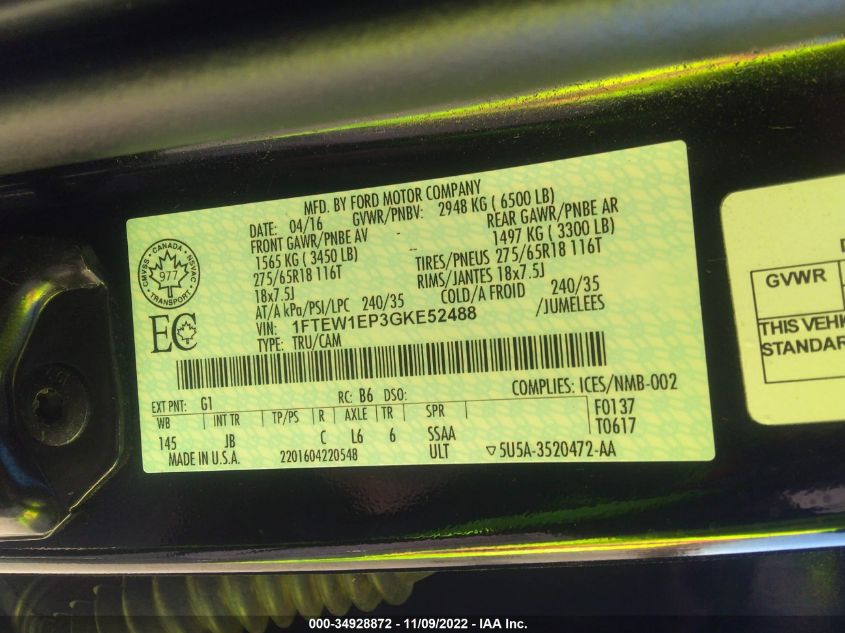 MFD. BY FORD MOTOR COMPANY
DATE: 04/16 GVWR/PNBV: 2948 KG ( 6500 LB)
FRONT GAWR/PNBE AV REAR GAWR/PNBE AR
1565 KG ( 3450 LB) 1497 KG ( 3300 LB)
275/65R18 116T TIRES/PNEUS 275/65R18 116T
18x7.5J RIMS/JANTES 18x7.5J
AT/A kPa/PSI/LPC 240/35 COLD/A FROID 240/35
VIN: 1FTEW1EP3GKE52488 /JUMELEES
TYPE: TRU/CAM
CMVSS - CANADA - NSVAC
977
TRANSPORT
EC
COMPLIES: ICES/NMB-002
EXT PNT: G1 RC: B6 DSO:
WB INT TR TP/PS R AXLE TR SPR F0137
145 JB C L6 6 SSAA T0617
MADE IN U.S.A. 2201604220548 ULT 5U5A-3520472-AA
GVWR
THIS VEH
STANDAR
000-34928872 - 11/09/2022 - IAA Inc.